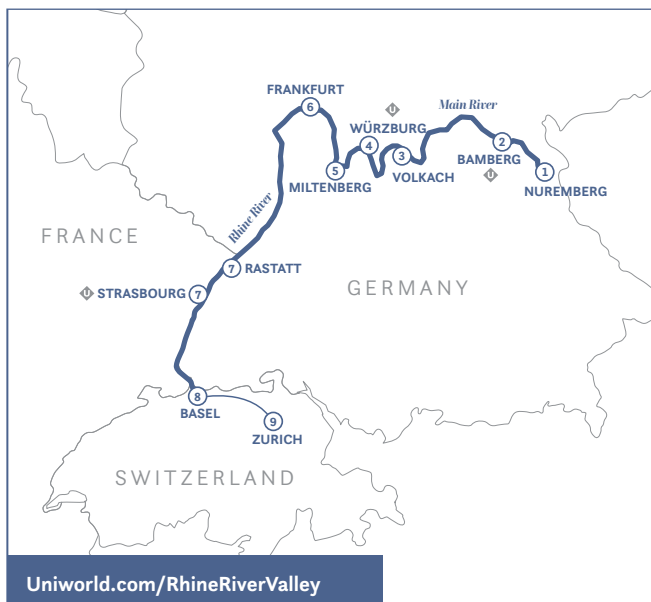 FRANKFURT
6
Main River
U
WÜRZBURG
4
3
VOLKACH
2
BAMBERG
U
1
NUREMBERG
5
MILTENBERG
Rhine River
FRANCE
7
RASTATT
U
STRASBOURG
7
GERMANY
8
BASEL
9
ZURICH
SWITZERLAND
Uniworld.com/RhineRiverValley